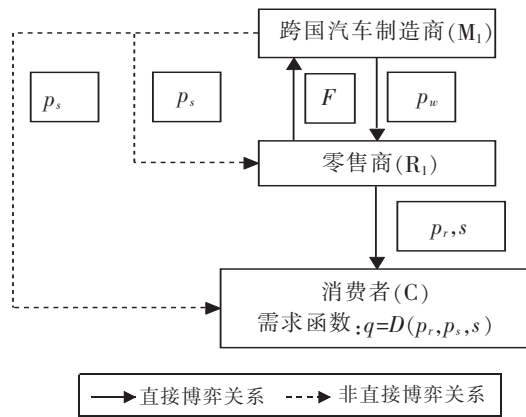 跨国汽车制造商(M₁)
pₛ
pₛ
F
p_w
零售商(R₁)
pᵣ,s
消费者(C)
需求函数:q=D(pᵣ,pₛ,s)
直接博弈关系
非直接博弈关系